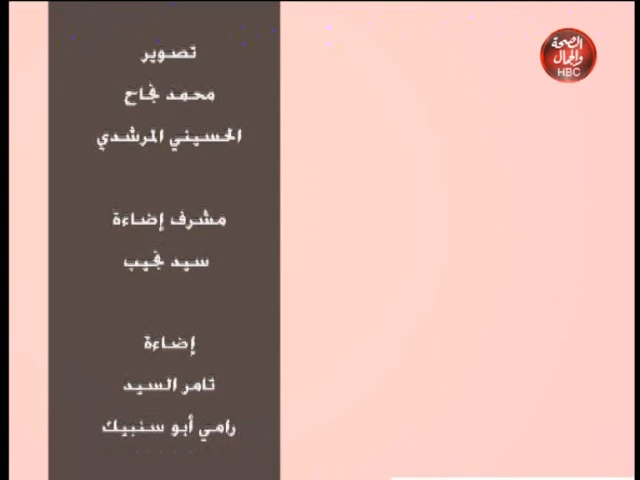 تصوير
محمد نجاح
الحسيني المرشدي
مشرف إضاءة
سيد نجيب
إضاءة
تامر السيد
رامي أبو سنبيك
الصحة
والجمال
HBC